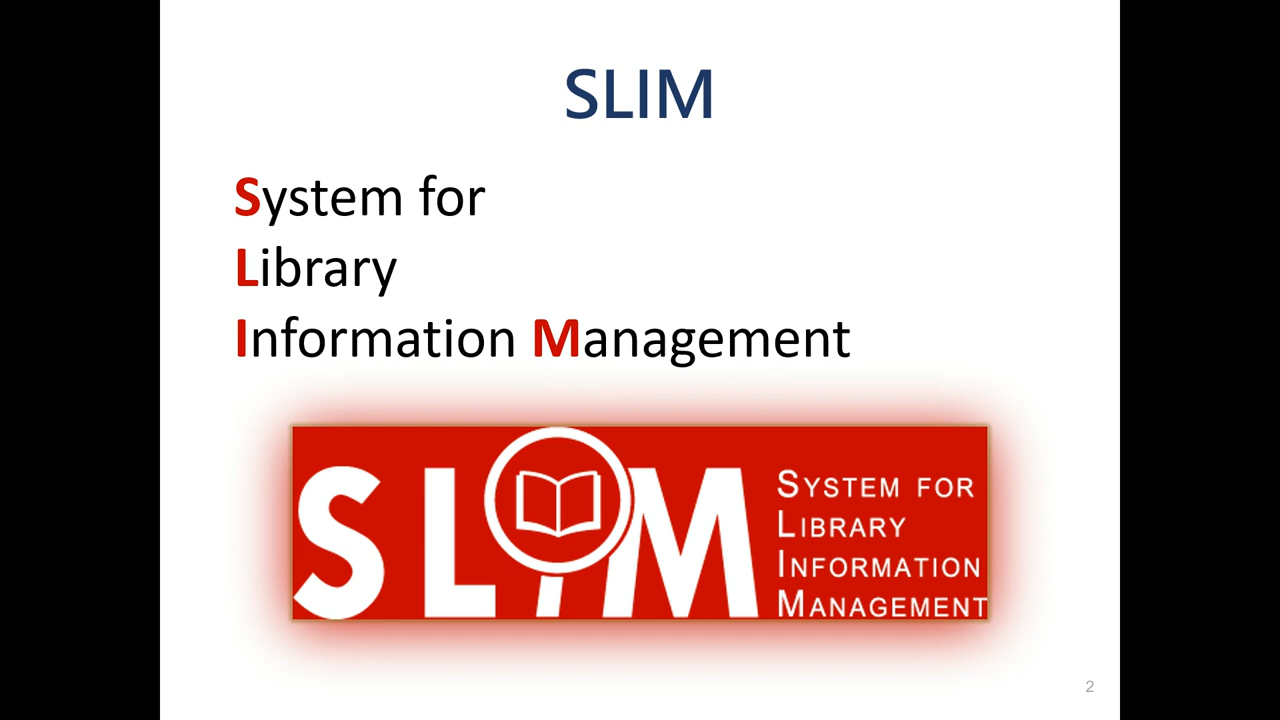 SLIM
System for
Library
Information Management
SLIM
SYSTEM FOR
LIBRARY
INFORMATION
MANAGEMENT
2